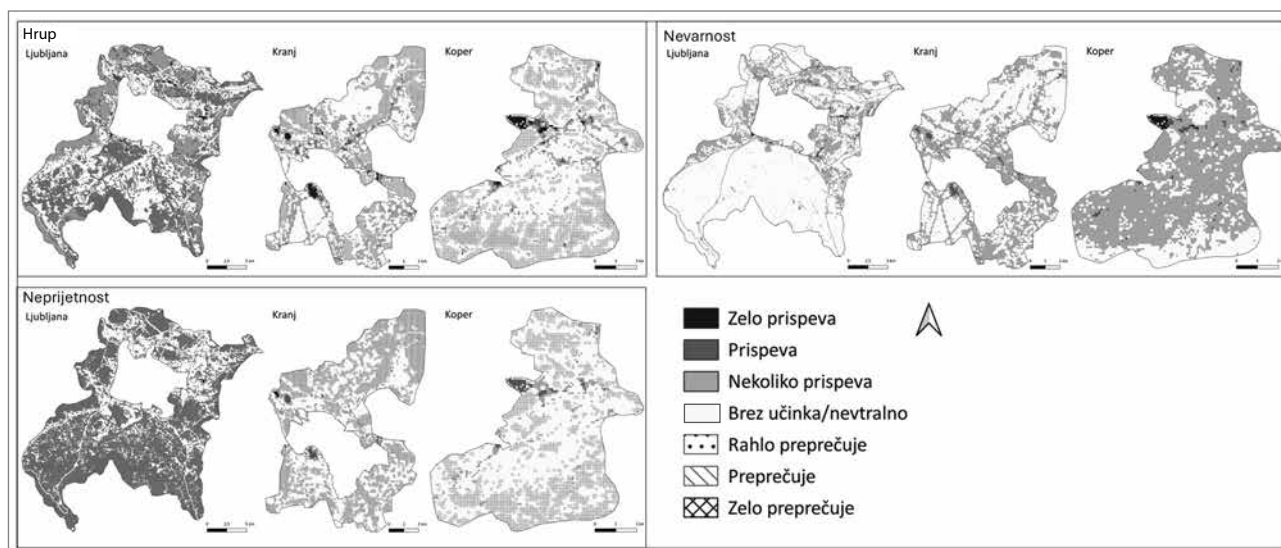 Hrup
Ljubljana
Kranj
Koper
Nevarnost
Ljubljana
Kranj
Koper
Neprijetnost
Ljubljana
Kranj
Koper
Zelo prispeva
Prispeva
Nekoliko prispeva
Brez učinka/nevtralno
Rahlo preprečuje
Preprečuje
Zelo preprečuje